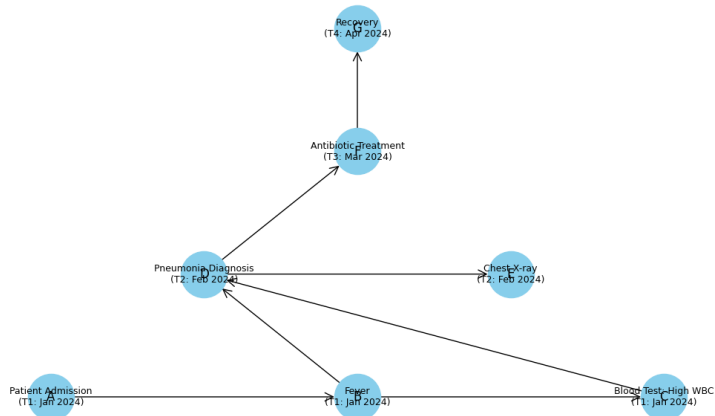 G
Recovery
(T4: Apr 2024)
F
Antibiotic Treatment
(T3: Mar 2024)
D
Pneumonia Diagnosis
(T2: Feb 2024)
E
Chest X-ray
(T2: Feb 2024)
A
Patient Admission
(T1: Jan 2024)
B
Fever
(T1: Jan 2024)
C
Blood Test: High WBC
(T1: Jan 2024)